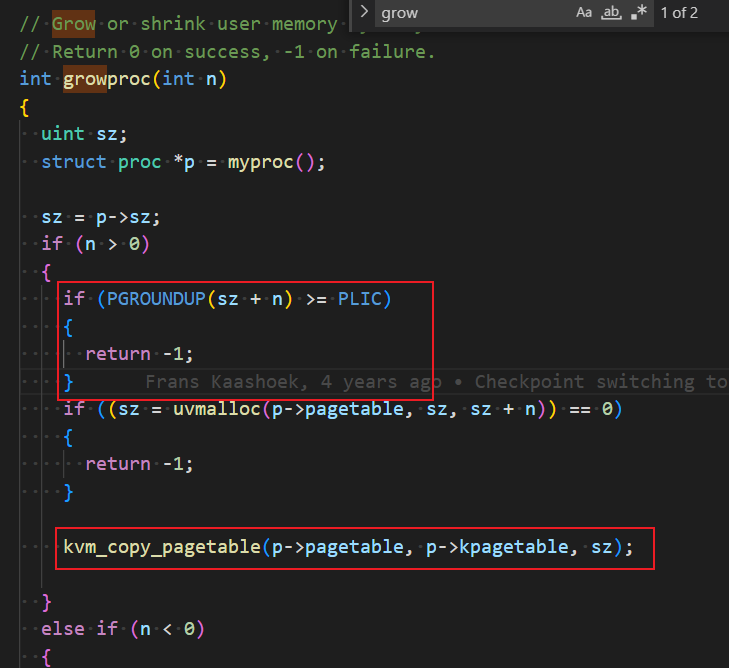 grow
Aa ab .* 1 of 2
// Grow or shrink user memory
// Return 0 on success, -1 on failure.
int growproc(int n)
{
uint sz;
struct proc *p = myproc();
sz = p->sz;
if (n > 0)
{
if (PGROUNDUP(sz + n) >= PLIC)
{
return -1;
} Frans Kaashoek, 4 years ago • Checkpoint switching to
if ((sz = uvmalloc(p->pagetable, sz, sz + n)) == 0)
{
return -1;
}
kvm_copy_pagetable(p->pagetable, p->kpagetable, sz);
}
else if (n < 0)
{